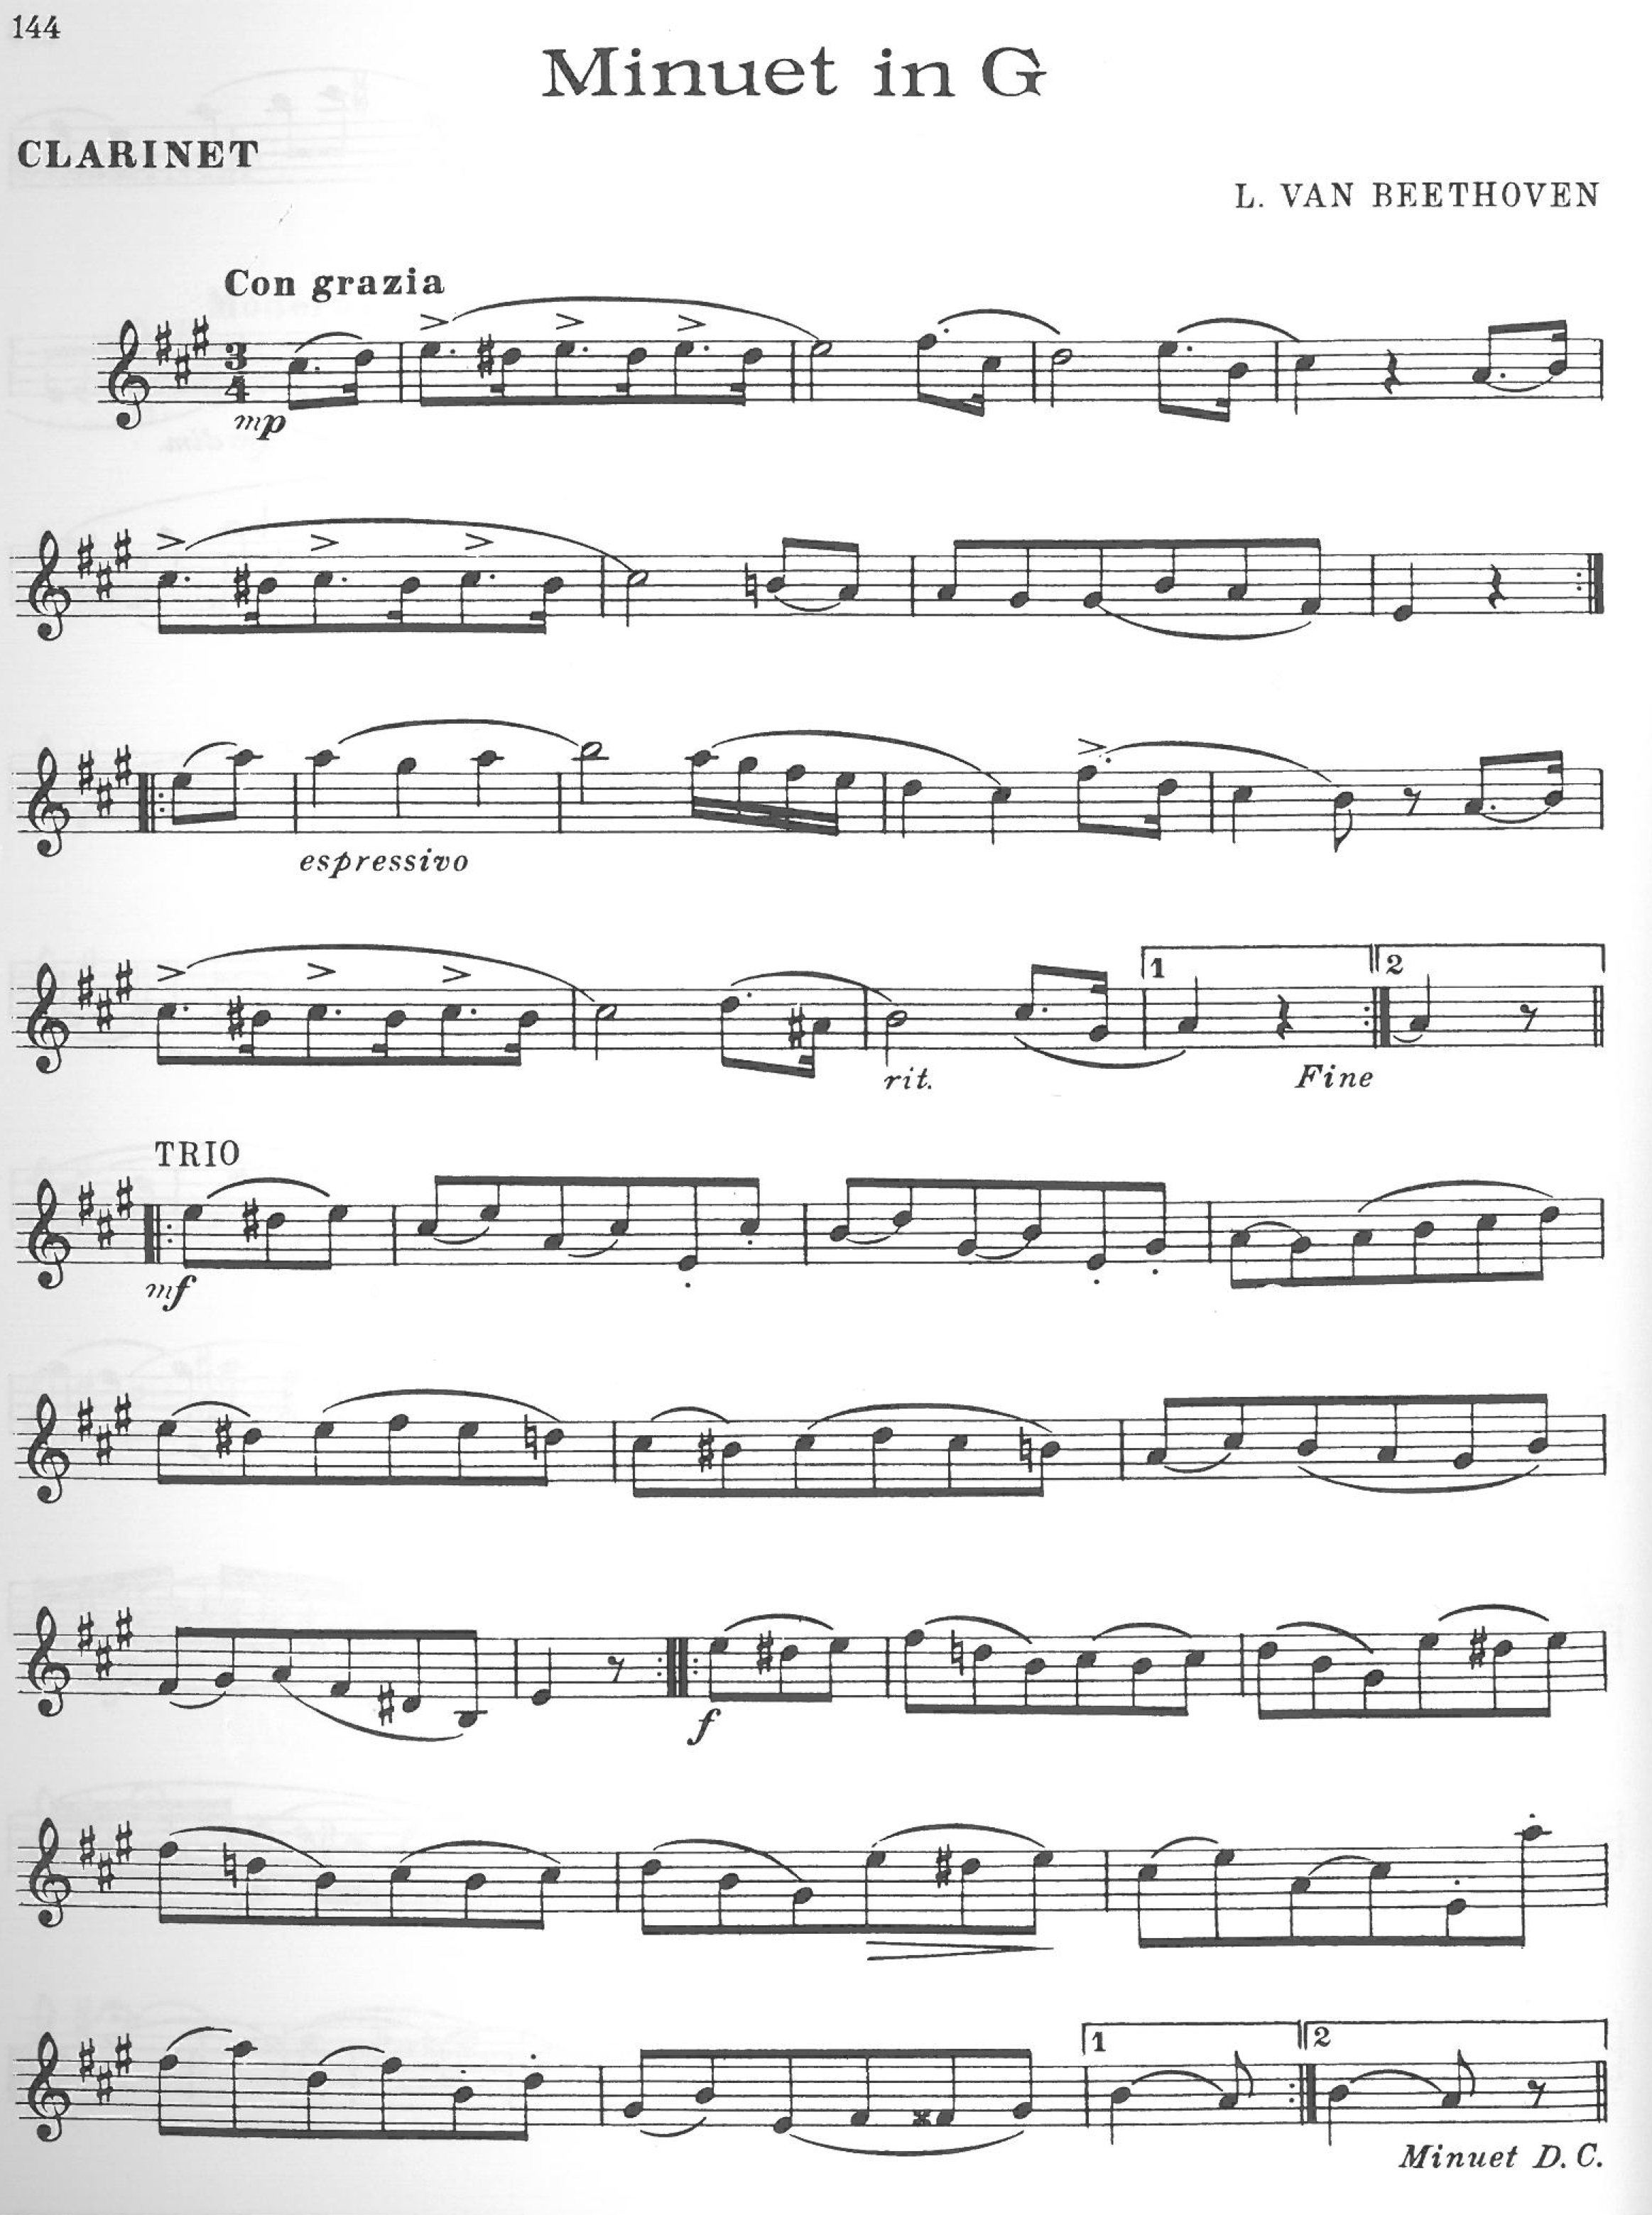 144
Minuet in G
CLARINET
L. VAN BEETHOVEN
Con grazia
3
4
mp
espressivo
1
2
rit.
Fine
TRIO
mf
f
1
2
Minuet D. C.